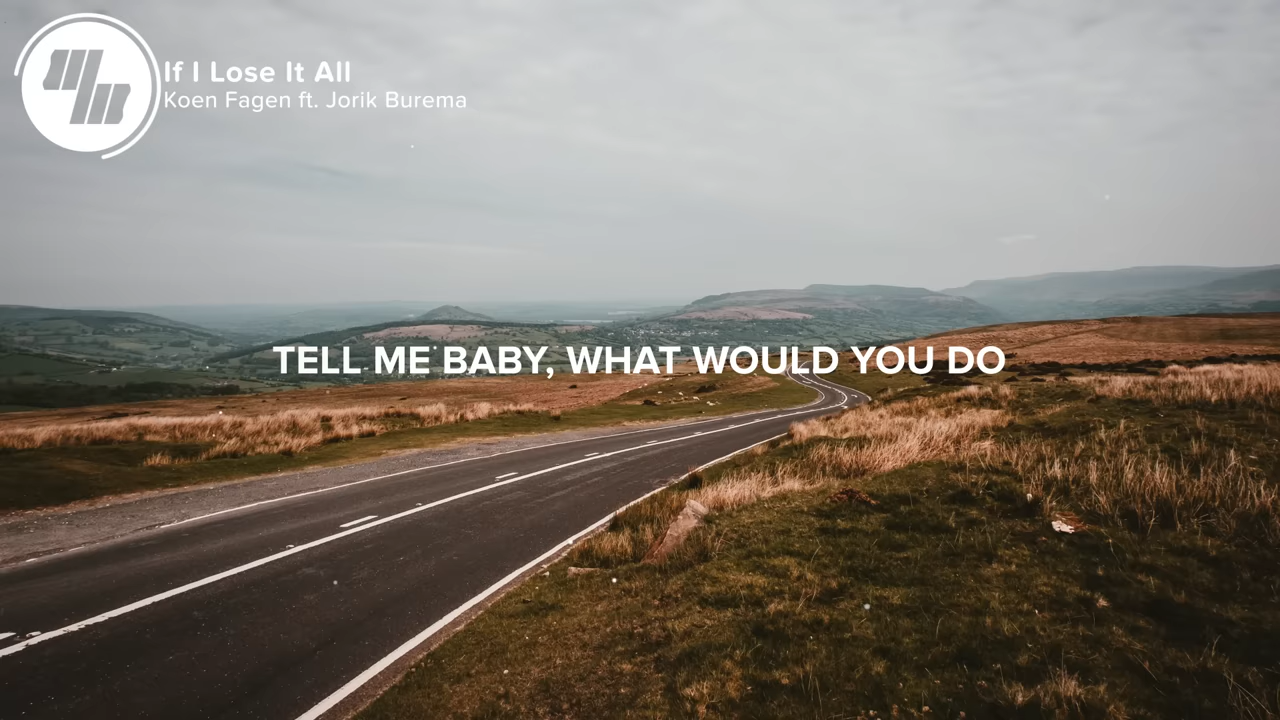 If I Lose It All
Koen Fagen ft. Jorik Burema
TELL ME BABY, WHAT WOULD YOU DO